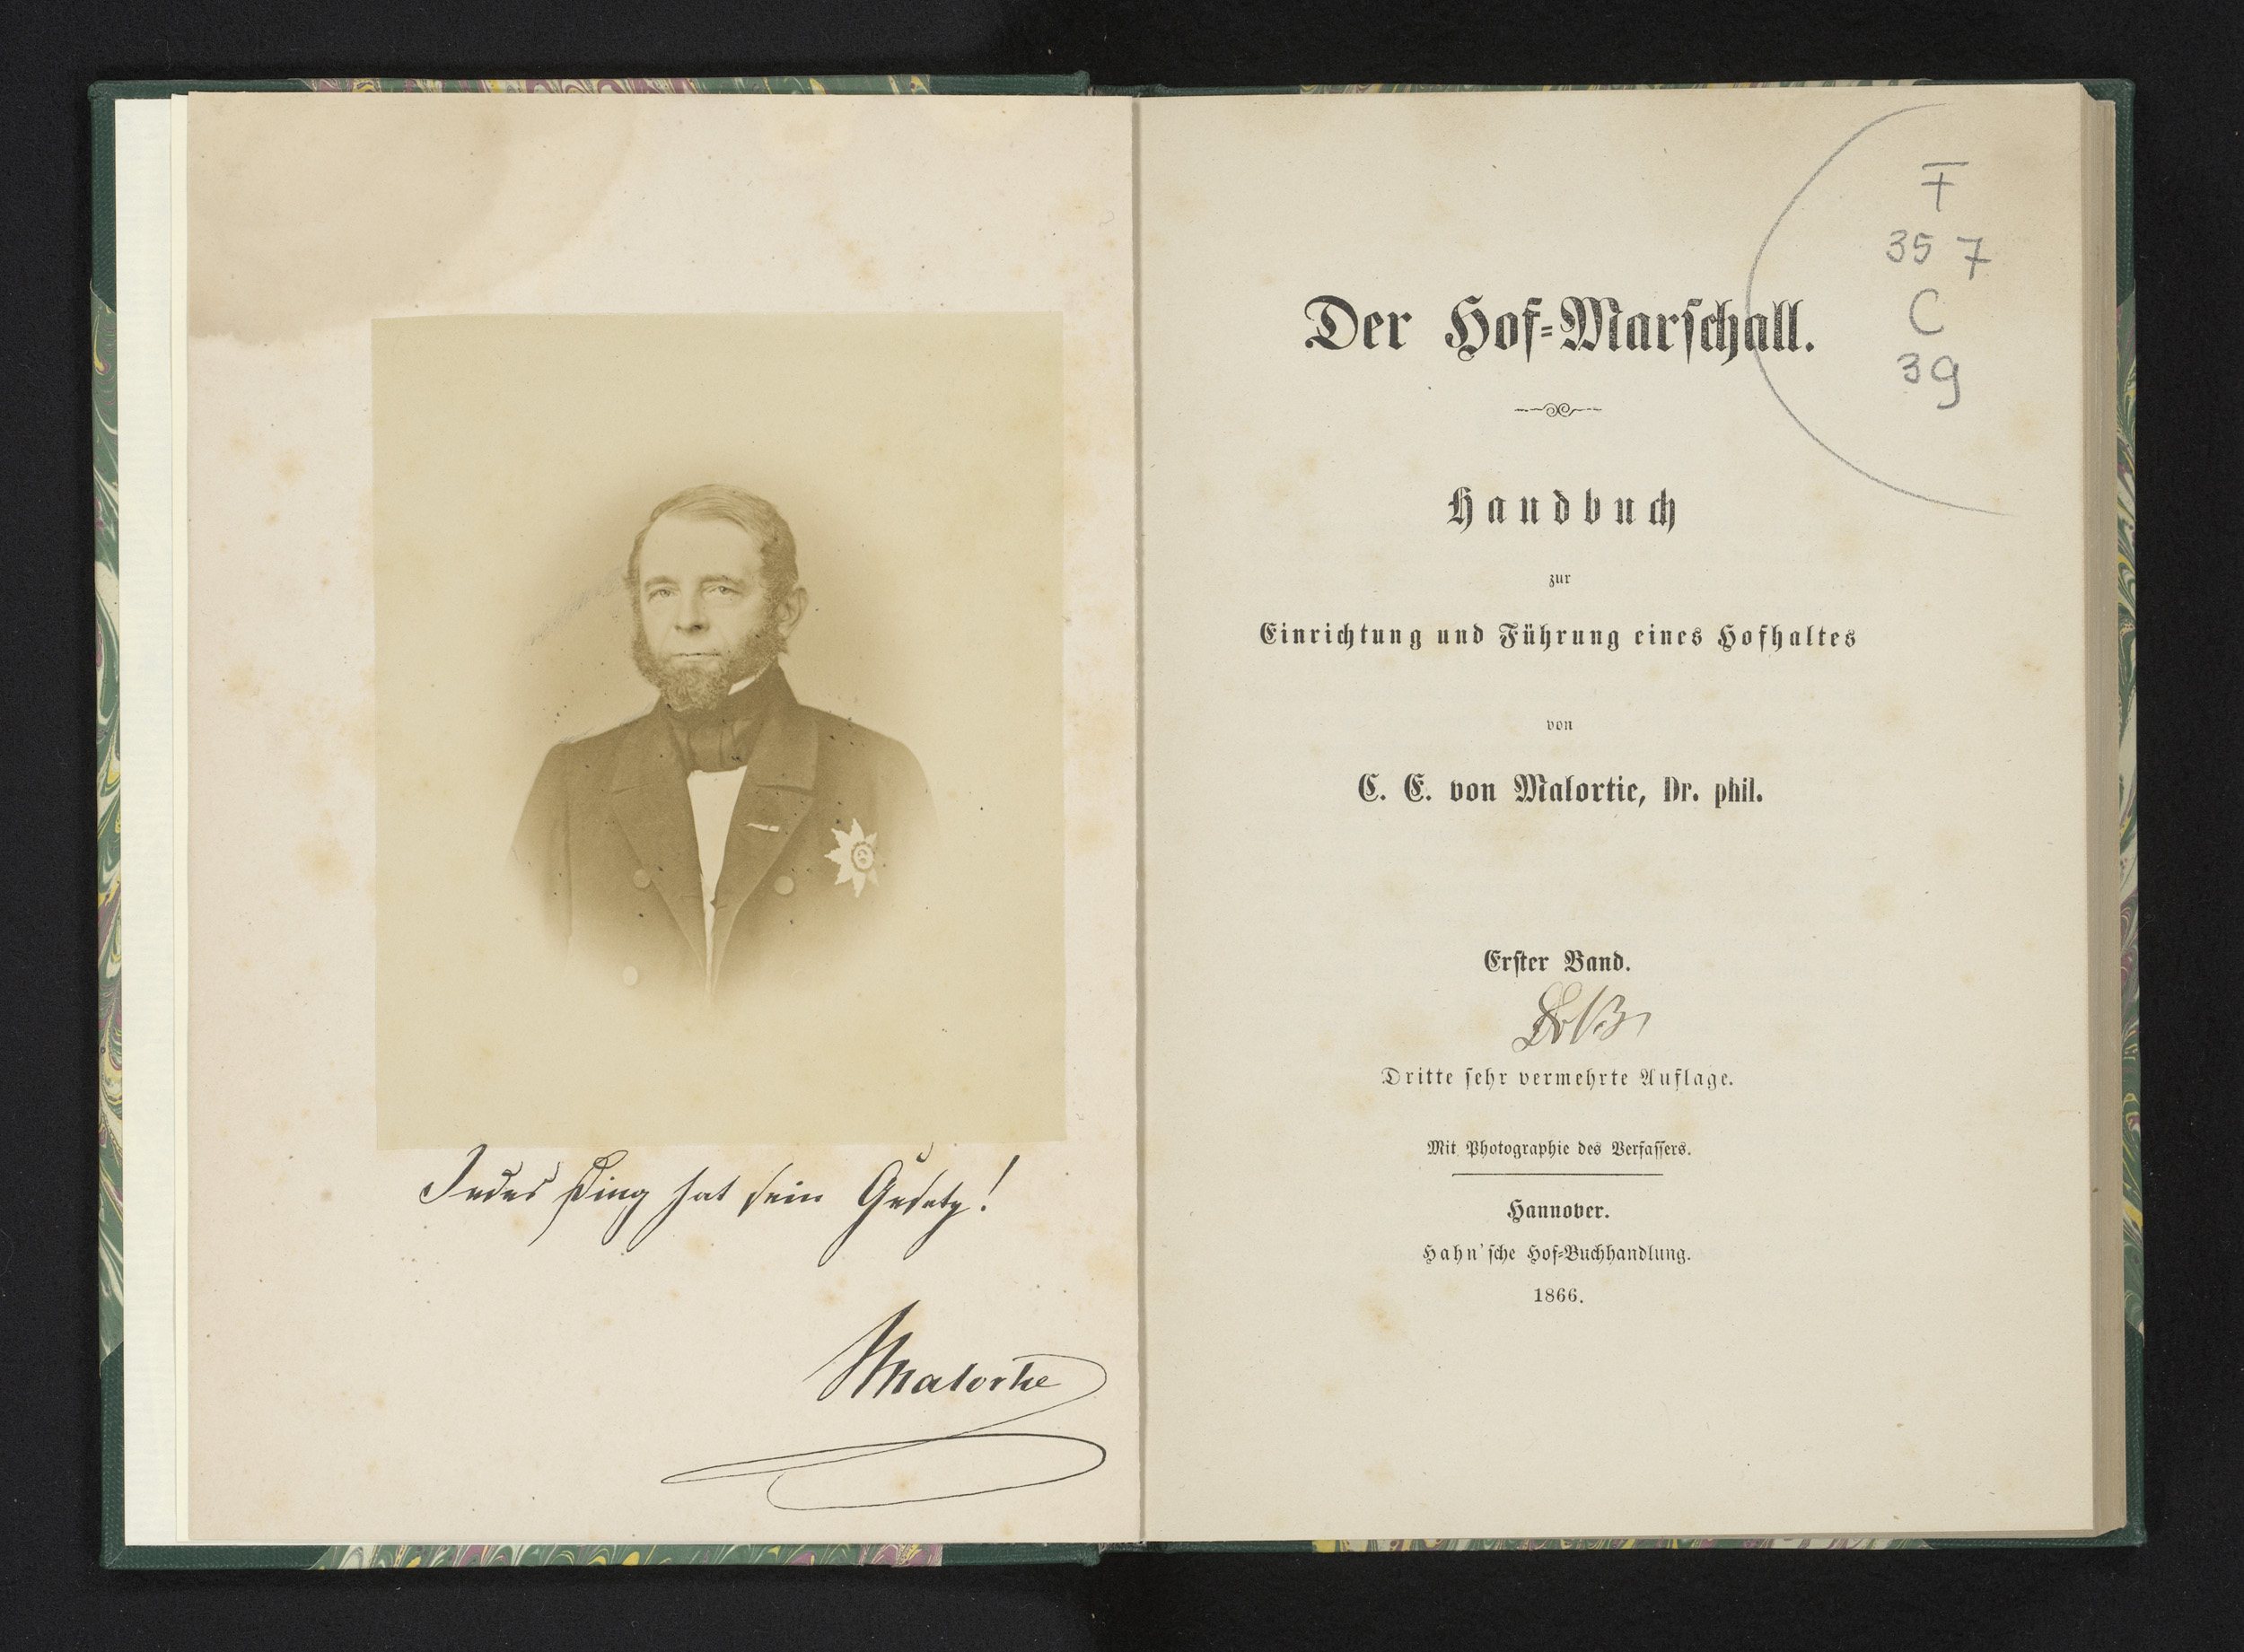 Jedes Ding hat sein Gesetz!
Malortie
F
35 7
C
39
Der Hof-Marſchall.
Handbuch
zur
Einrichtung und Führung eines Hofhaltes
von
C. E. von Malortie, Dr. phil.
Erſter Band.
Dritte ſehr vermehrte Auflage.
Mit Photographie des Verfaſſers.
Hannover.
Hahn'ſche Hof-Buchhandlung.
1866.